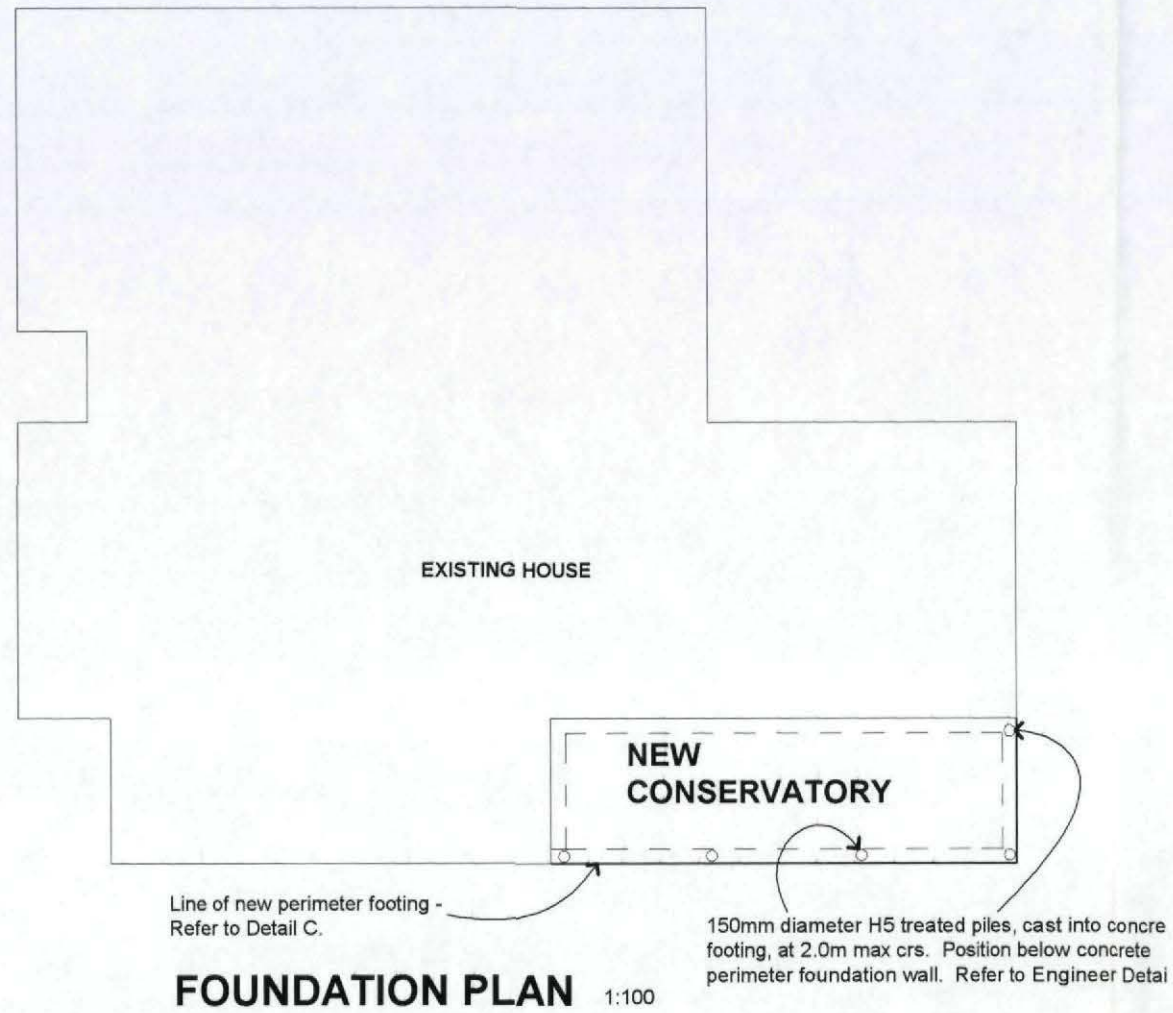 EXISTING HOUSE
NEW
CONSERVATORY
Line of new perimeter footing -
Refer to Detail C.
150mm diameter H5 treated piles, cast into concre
footing, at 2.0m max crs. Position below concrete
perimeter foundation wall. Refer to Engineer Detai
FOUNDATION PLAN 1:100